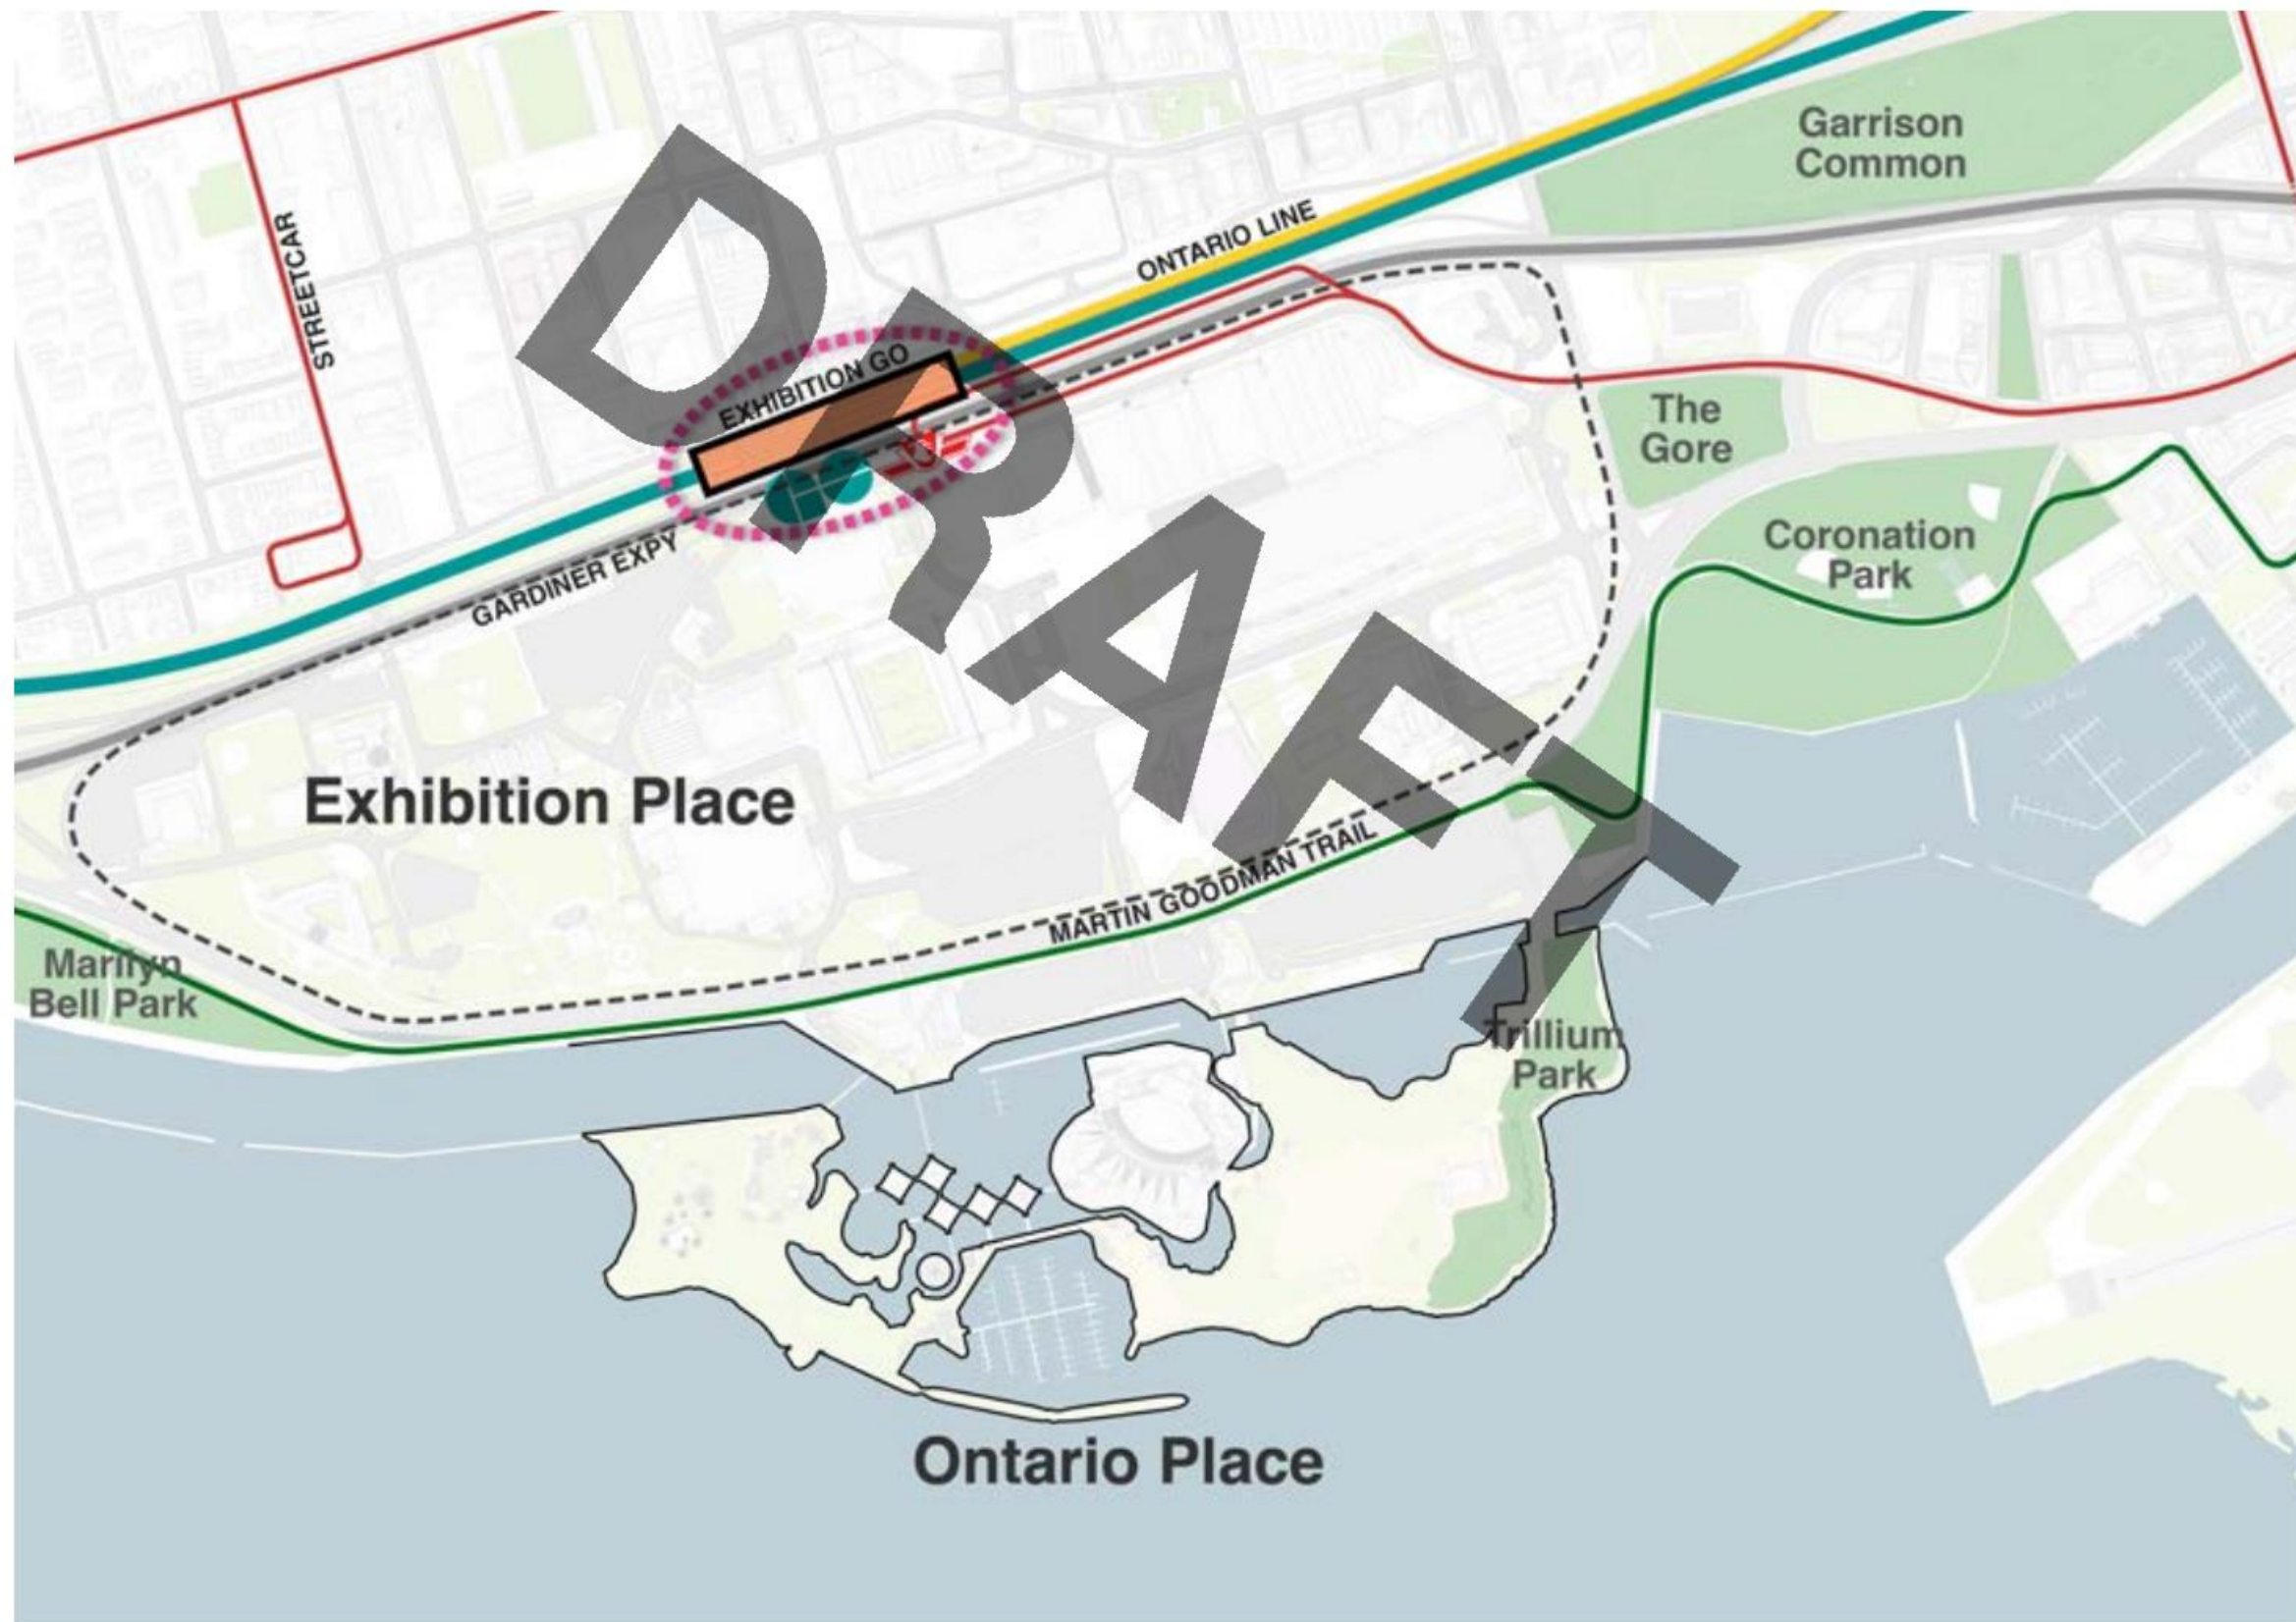 Garrison
Common
STREETCAR
ONTARIO LINE
EXHIBITION GO
The
Gore
Coronation
Park
GARDINER EXPY
DRAFT
Exhibition Place
MARTIN GOODMAN TRAIL
Marilyn
Bell Park
Trillium
Park
Ontario Place